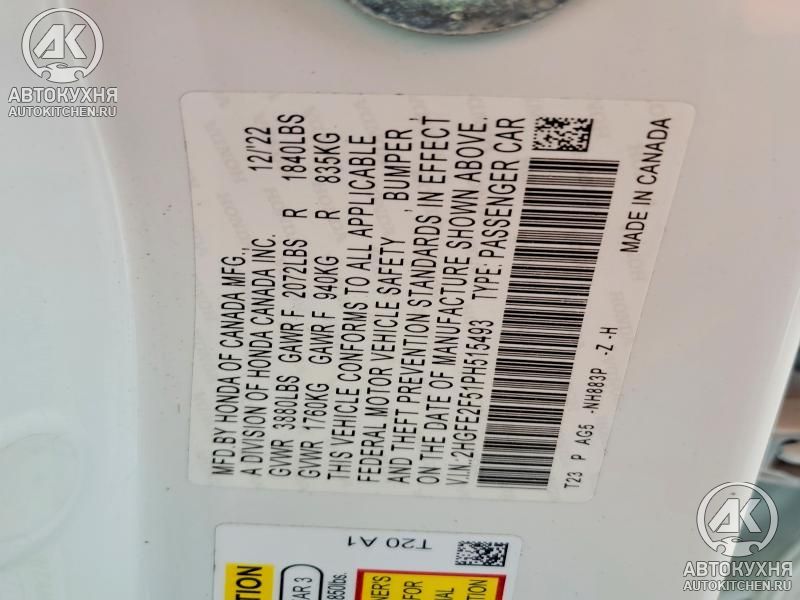 АВТОКУХНЯ
AUTOKITCHEN.RU
MFD.BY HONDA OF CANADA MFG., 12/'22
A DIVISION OF HONDA CANADA INC.
GVWR 3880LBS GAWR F 2072LBS R 1840LBS
GVWR 1760KG GAWR F 940KG R 835KG
THIS VEHICLE CONFORMS TO ALL APPLICABLE
FEDERAL MOTOR VEHICLE SAFETY , BUMPER ,
AND THEFT PREVENTION STANDARDS IN EFFECT
ON THE DATE OF MANUFACTURE SHOWN ABOVE.
V.I.N.:2HGFE2F51PH515493 TYPE: PASSENGER CAR
T23 P AG5 -NH883P -Z -H
MADE IN CANADA
T20 A1
АВТОКУХНЯ
AUTOKITCHEN.RU